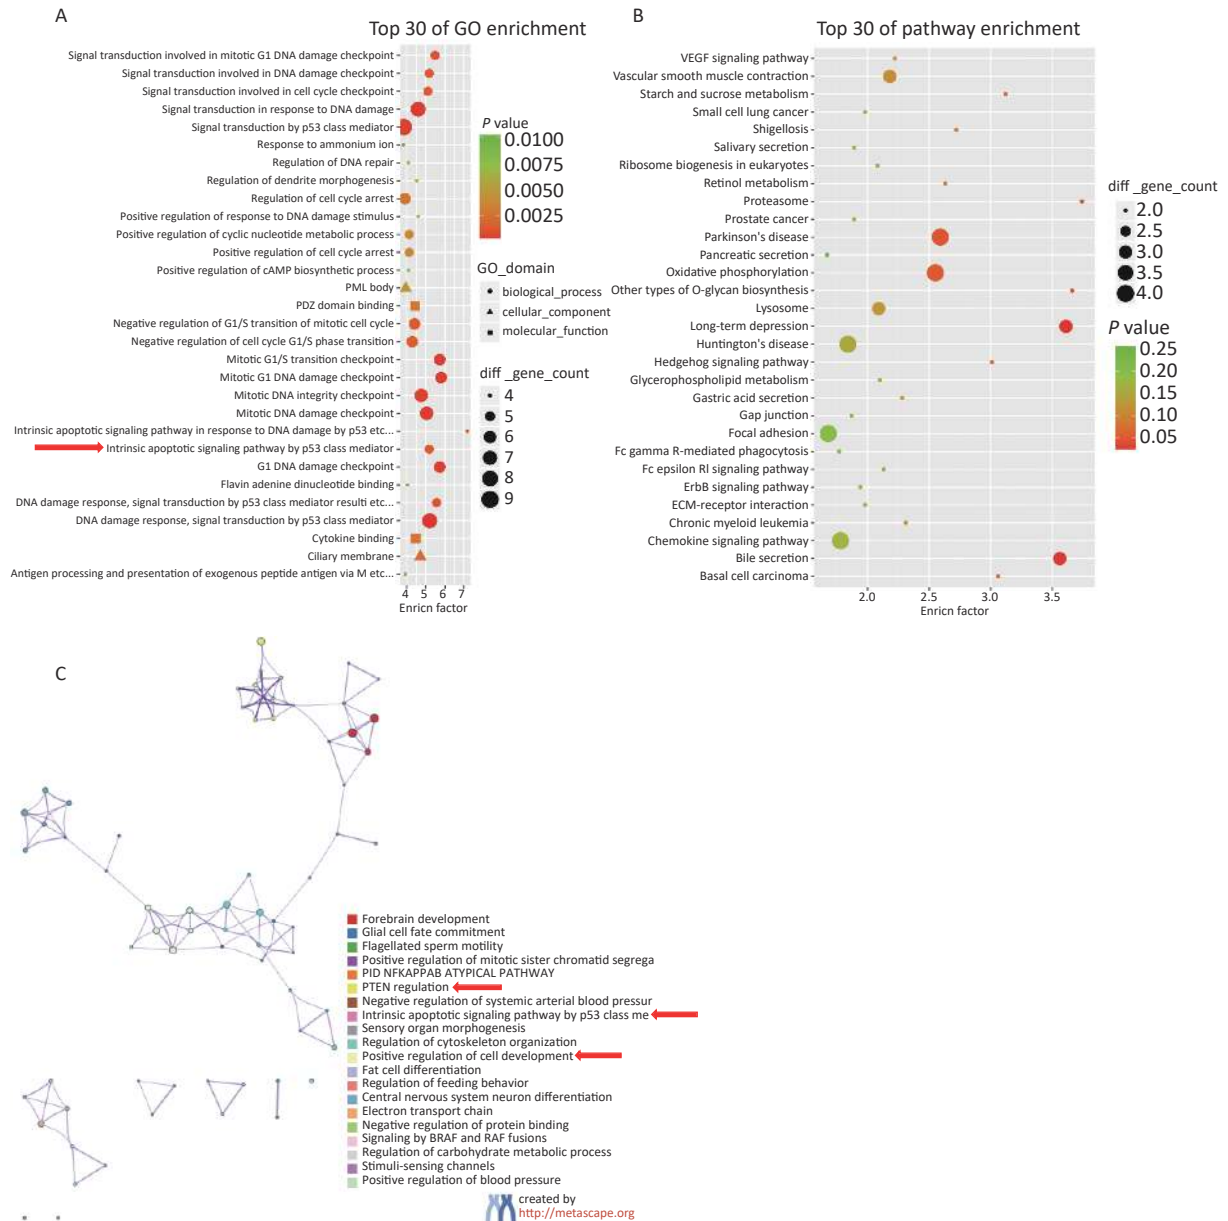 A
Top 30 of GO enrichment
Signal transduction involved in mitotic G1 DNA damage checkpoint
Signal transduction involved in DNA damage checkpoint
Signal transduction involved in cell cycle checkpoint
Signal transduction in response to DNA damage
Signal transduction by p53 class mediator
Response to ammonium ion
Regulation of DNA repair
Regulation of dendrite morphogenesis
Regulation of cell cycle arrest
Positive regulation of response to DNA damage stimulus
Positive regulation of cyclic nucleotide metabolic process
Positive regulation of cell cycle arrest
Positive regulation of cAMP biosynthetic process
PML body
PDZ domain binding
Negative regulation of G1/S transition of mitotic cell cycle
Negative regulation of cell cycle G1/S phase transition
Mitotic G1/S transition checkpoint
Mitotic G1 DNA damage checkpoint
Mitotic DNA integrity checkpoint
Mitotic DNA damage checkpoint
Intrinsic apoptotic signaling pathway in response to DNA damage by p53 etc...
Intrinsic apoptotic signaling pathway by p53 class mediator
G1 DNA damage checkpoint
Flavin adenine dinucleotide binding
DNA damage response, signal transduction by p53 class mediator resulti etc...
DNA damage response, signal transduction by p53 class mediator
Cytokine binding
Ciliary membrane
Antigen processing and presentation of exogenous peptide antigen via M etc...
4 5 6 7
Enricn factor
P value
0.0100
0.0075
0.0050
0.0025
GO_domain
biological_process
cellular_component
molecular_function
diff _gene_count
4
5
6
7
8
9
B
Top 30 of pathway enrichment
VEGF signaling pathway
Vascular smooth muscle contraction
Starch and sucrose metabolism
Small cell lung cancer
Shigellosis
Salivary secretion
Ribosome biogenesis in eukaryotes
Retinol metabolism
Proteasome
Prostate cancer
Parkinson's disease
Pancreatic secretion
Oxidative phosphorylation
Other types of O-glycan biosynthesis
Lysosome
Long-term depression
Huntington's disease
Hedgehog signaling pathway
Glycerophospholipid metabolism
Gastric acid secretion
Gap junction
Focal adhesion
Fc gamma R-mediated phagocytosis
Fc epsilon RI signaling pathway
ErbB signaling pathway
ECM-receptor interaction
Chronic myeloid leukemia
Chemokine signaling pathway
Bile secretion
Basal cell carcinoma
2.0 2.5 3.0 3.5
Enricn factor
diff _gene_count
2.0
2.5
3.0
3.5
4.0
P value
0.25
0.20
0.15
0.10
0.05
C
Forebrain development
Glial cell fate commitment
Flagellated sperm motility
Positive regulation of mitotic sister chromatid segrega
PID NFKAPPAB ATYPICAL PATHWAY
PTEN regulation
Negative regulation of systemic arterial blood pressur
Intrinsic apoptotic signaling pathway by p53 class me
Sensory organ morphogenesis
Regulation of cytoskeleton organization
Positive regulation of cell development
Fat cell differentiation
Regulation of feeding behavior
Central nervous system neuron differentiation
Electron transport chain
Negative regulation of protein binding
Signaling by BRAF and RAF fusions
Regulation of carbohydrate metabolic process
Stimuli-sensing channels
Positive regulation of blood pressure
created by
http://metascape.org